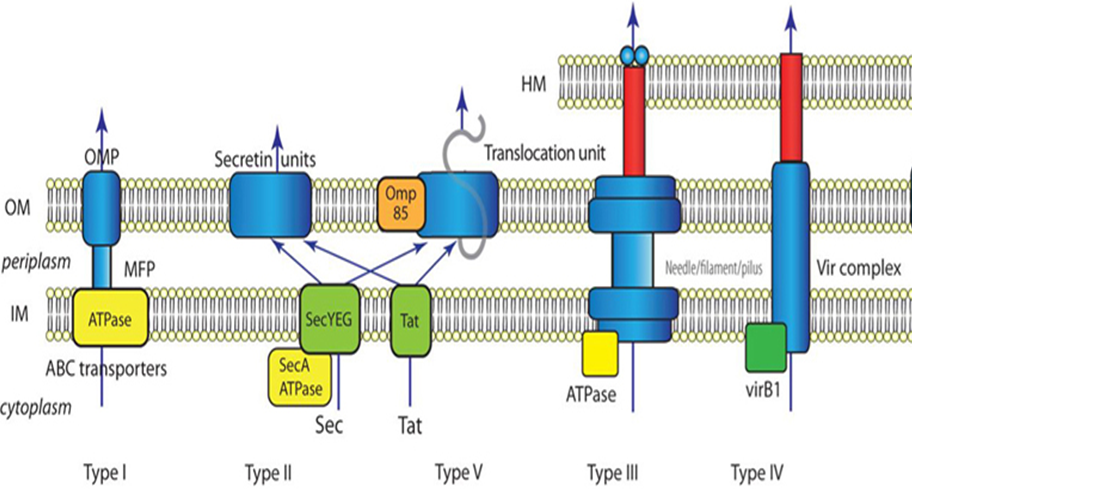 HM
OMP
Secretin units
Translocation unit
Omp
85
OM
periplasm
MFP
Needle/filament/pilus
Vir complex
IM
ATPase
SecYEG
Tat
ABC transporters
SecA
ATPase
ATPase
virB1
cytoplasm
Sec
Tat
Type I
Type II
Type V
Type III
Type IV